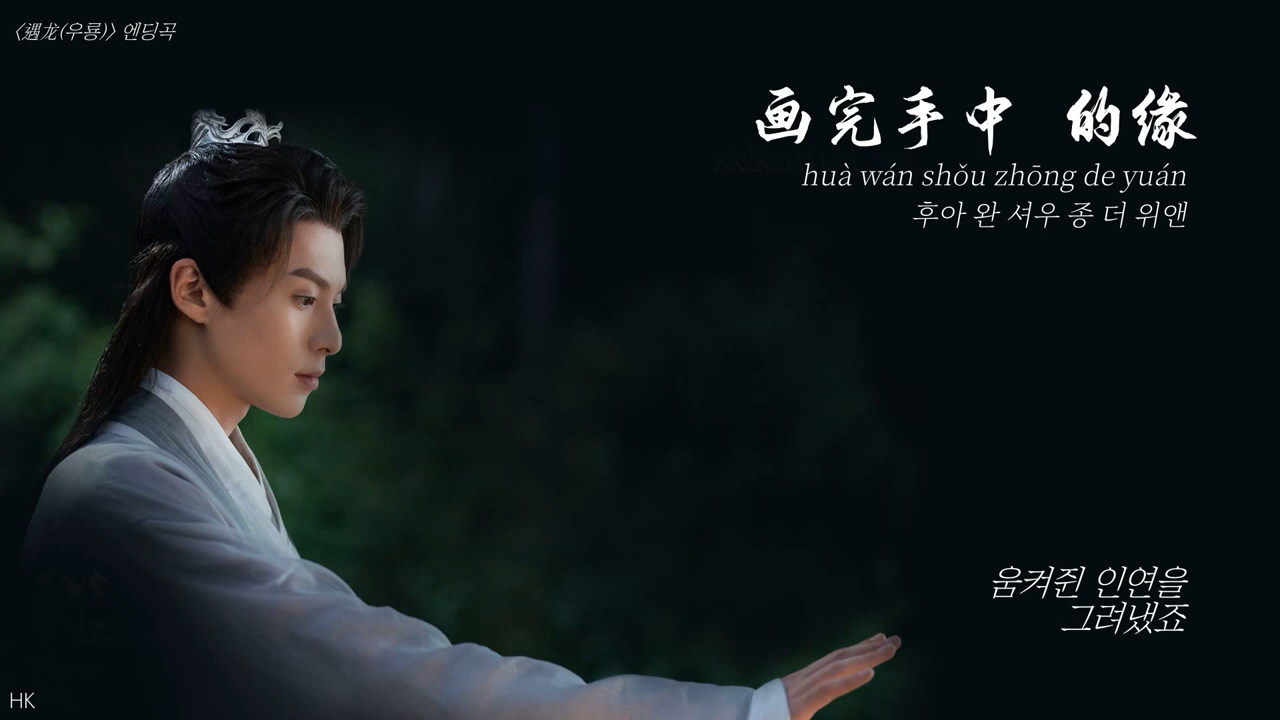 〈遇龙(우룡)〉 엔딩곡
画完手中 的缘
huà wán shǒu zhōng de yuán
후아 완 셔우 종 더 위앤
움켜쥔 인연을
그려냈죠
HK